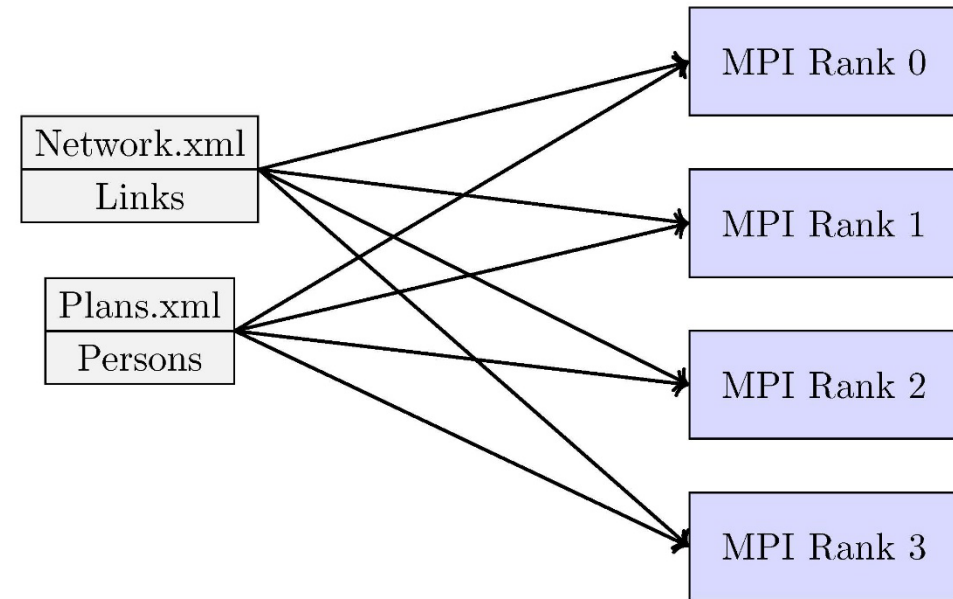 Network.xml
Links
Plans.xml
Persons
MPI Rank 0
MPI Rank 1
MPI Rank 2
MPI Rank 3